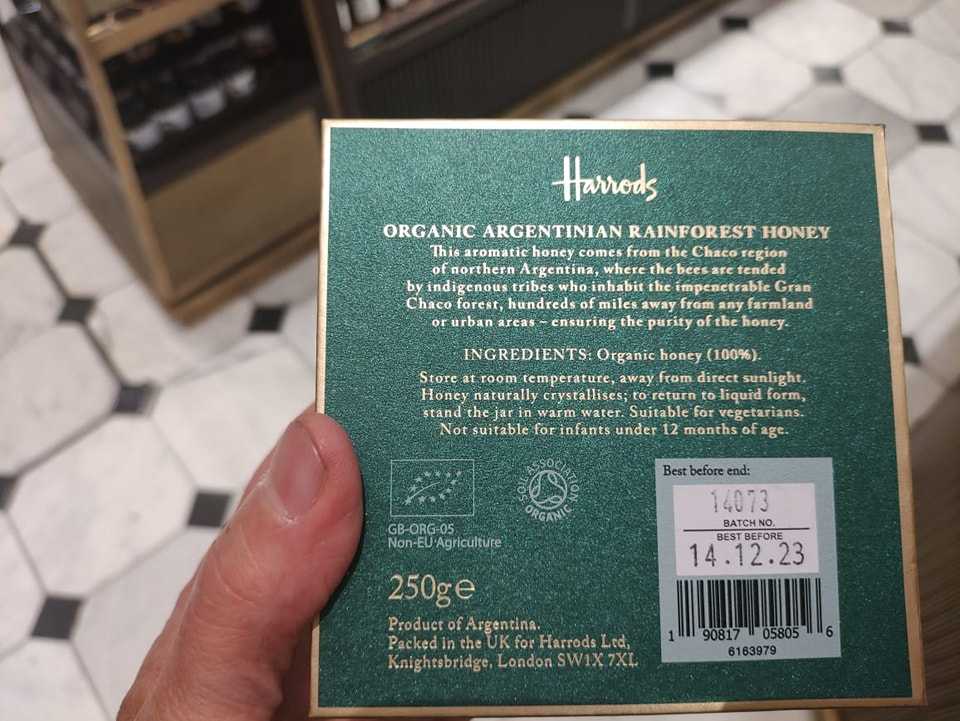 Harrods
ORGANIC ARGENTINIAN RAINFOREST HONEY
This aromatic honey comes from the Chaco region
of northern Argentina, where the bees are tended
by indigenous tribes who inhabit the impenetrable Gran
Chaco forest, hundreds of miles away from any farmland
or urban areas – ensuring the purity of the honey.
INGREDIENTS: Organic honey (100%).
Store at room temperature, away from direct sunlight.
Honey naturally crystallises; to return to liquid form,
stand the jar in warm water. Suitable for vegetarians.
Not suitable for infants under 12 months of age.
SOIL ASSOCIATION
ORGANIC
GB-ORG-05
Non-EU Agriculture
250g℮
Product of Argentina.
Packed in the UK for Harrods Ltd,
Knightsbridge, London SW1X 7XL
Best before end:
14073
BATCH NO.
BEST BEFORE
14.12.23
1 90817 05805 6
6163979